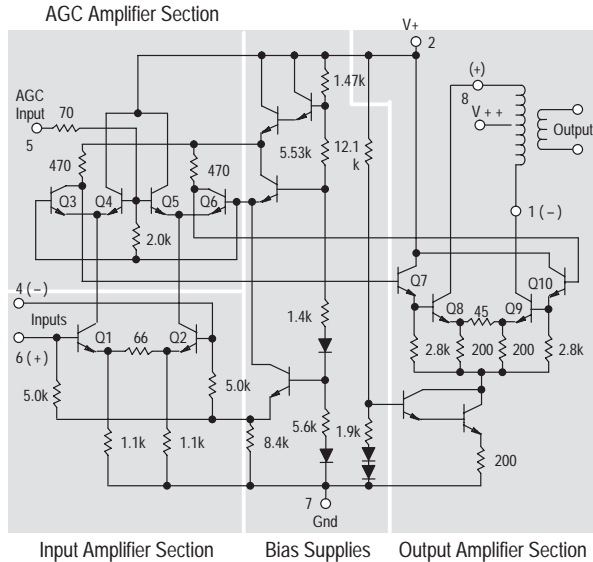 AGC Amplifier Section
V+
2
(+)
8
V + +
Output
1.47k
AGC
Input
70
5
470
470
5.53k
12.1
k
Q3
Q4
Q5
Q6
2.0k
1 ( – )
Q7
Q10
Q8
45
Q9
4 ( – )
Inputs
6 (+)
Q1
66
Q2
1.4k
2.8k
200
200
2.8k
5.0k
5.0k
1.1k
1.1k
8.4k
5.6k
1.9k
200
7
Gnd
Input Amplifier Section
Bias Supplies
Output Amplifier Section